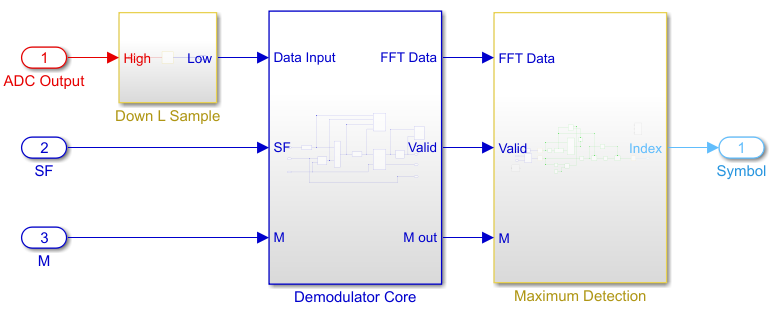 1
ADC Output
High
Low
Down L Sample
Data Input
FFT Data
FFT Data
2
SF
SF
Valid
Valid
Index
1
Symbol
3
M
M
M out
M
Demodulator Core
Maximum Detection